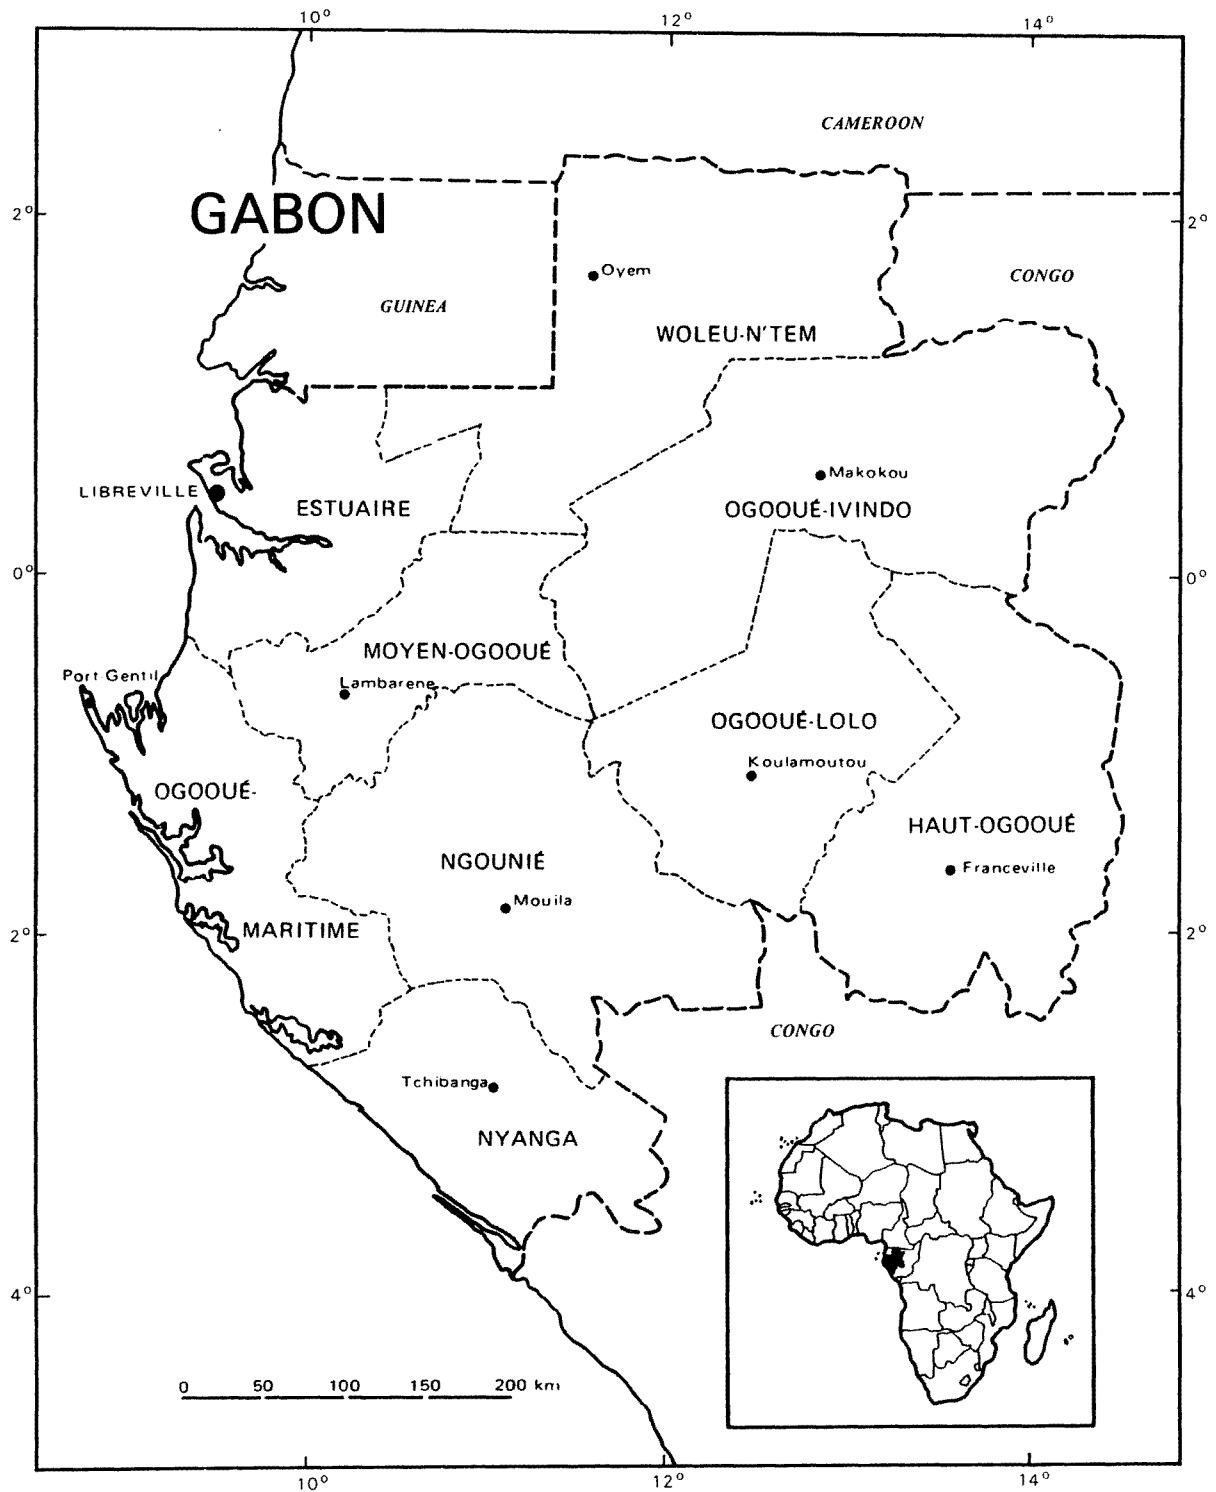 10° 12° 14°
CAMEROON
GABON
2° 2°
Oyem
CONGO
GUINEA
WOLEU-N'TEM
Makokou
LIBREVILLE
ESTUAIRE
OGOOUÉ-IVINDO
0° 0°
MOYEN-OGOOUÉ
Port-Gentil
Lambarene
OGOOUÉ-LOLO
Koulamoutou
OGOOUÉ-
HAUT-OGOOUÉ
NGOUNIÉ
Franceville
Mouila
MARITIME
2° 2°
CONGO
Tchibanga
NYANGA
4° 4°
0 50 100 150 200 km
10° 12° 14°